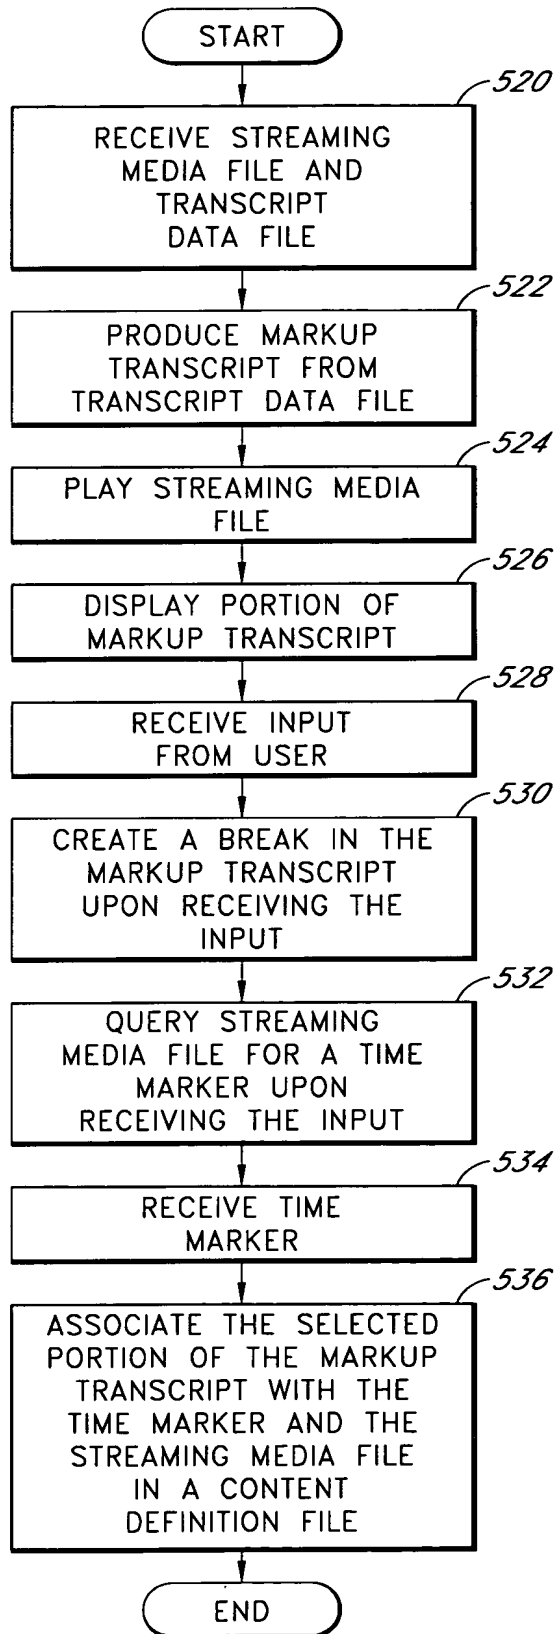 START
520
RECEIVE STREAMING
MEDIA FILE AND
TRANSCRIPT
DATA FILE
522
PRODUCE MARKUP
TRANSCRIPT FROM
TRANSCRIPT DATA FILE
524
PLAY STREAMING MEDIA
FILE
526
DISPLAY PORTION OF
MARKUP TRANSCRIPT
528
RECEIVE INPUT
FROM USER
530
CREATE A BREAK IN THE
MARKUP TRANSCRIPT
UPON RECEIVING THE
INPUT
532
QUERY STREAMING
MEDIA FILE FOR A TIME
MARKER UPON
RECEIVING THE INPUT
534
RECEIVE TIME
MARKER
536
ASSOCIATE THE SELECTED
PORTION OF THE MARKUP
TRANSCRIPT WITH THE
TIME MARKER AND THE
STREAMING MEDIA FILE
IN A CONTENT
DEFINITION FILE
END